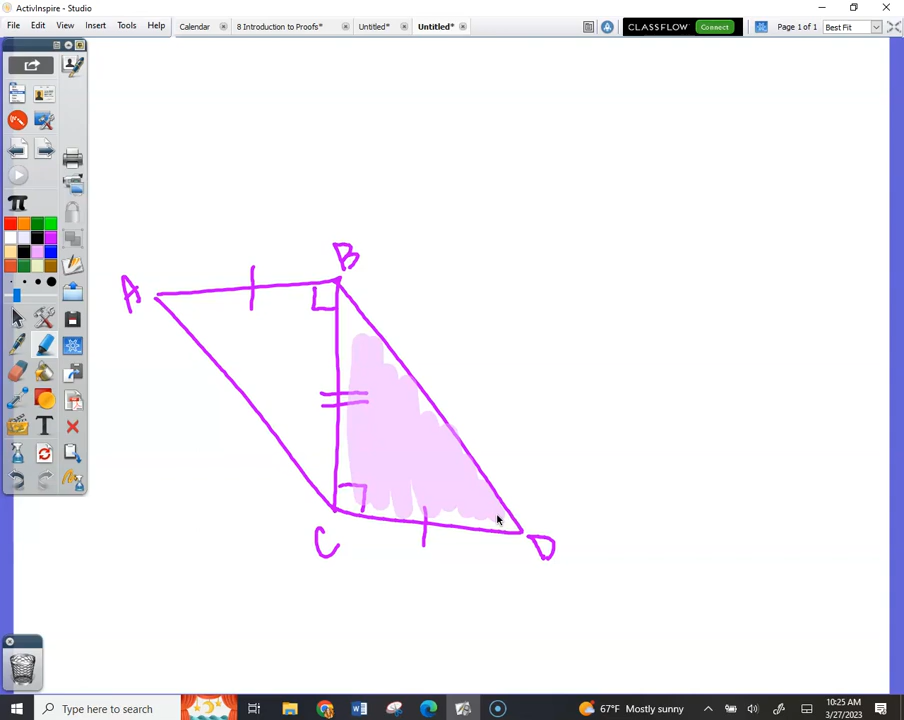 ActivInspire - Studio
File Edit View Insert Tools Help
Calendar 8 Introduction to Proofs* Untitled* Untitled*
CLASSFLOW Connect
Page 1 of 1 Best Fit
B
A
C
D
Type here to search
67°F Mostly sunny
10:25 AM
3/27/2023